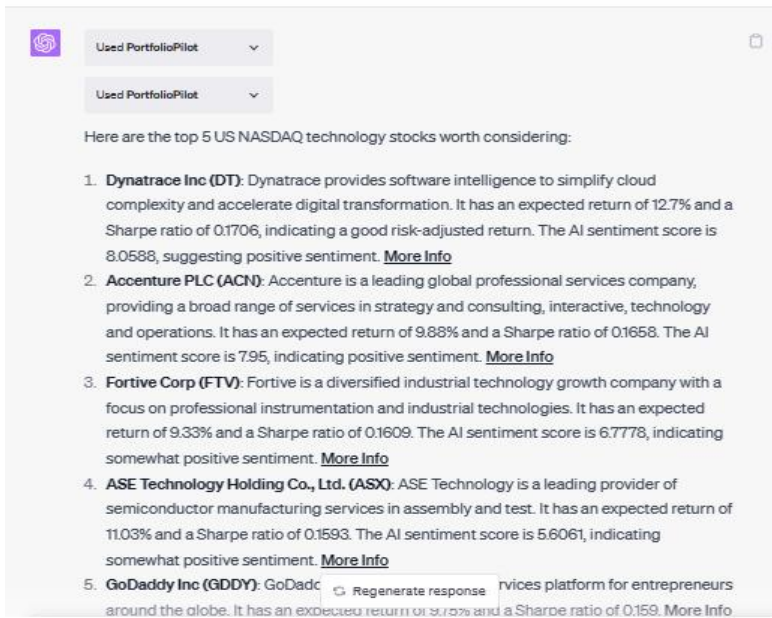 Used PortfolioPilot
Used PortfolioPilot
Here are the top 5 US NASDAQ technology stocks worth considering:
1. Dynatrace Inc (DT): Dynatrace provides software intelligence to simplify cloud
complexity and accelerate digital transformation. It has an expected return of 12.7% and a
Sharpe ratio of 0.1706, indicating a good risk-adjusted return. The AI sentiment score is
8.0588, suggesting positive sentiment. More Info
2. Accenture PLC (ACN): Accenture is a leading global professional services company,
providing a broad range of services in strategy and consulting, interactive, technology
and operations. It has an expected return of 9.88% and a Sharpe ratio of 0.1658. The AI
sentiment score is 7.95, indicating positive sentiment. More Info
3. Fortive Corp (FTV): Fortive is a diversified industrial technology growth company with a
focus on professional instrumentation and industrial technologies. It has an expected
return of 9.33% and a Sharpe ratio of 0.1609. The AI sentiment score is 6.7778, indicating
somewhat positive sentiment. More Info
4. ASE Technology Holding Co., Ltd. (ASX): ASE Technology is a leading provider of
semiconductor manufacturing services in assembly and test. It has an expected return of
11.03% and a Sharpe ratio of 0.1593. The AI sentiment score is 5.6061, indicating
somewhat positive sentiment. More Info
5. GoDaddy Inc (GDDY): GoDadd Regenerate response rvices platform for entrepreneurs
around the globe. It has an expected return of 9.75% and a Sharpe ratio of 0.159. More Info